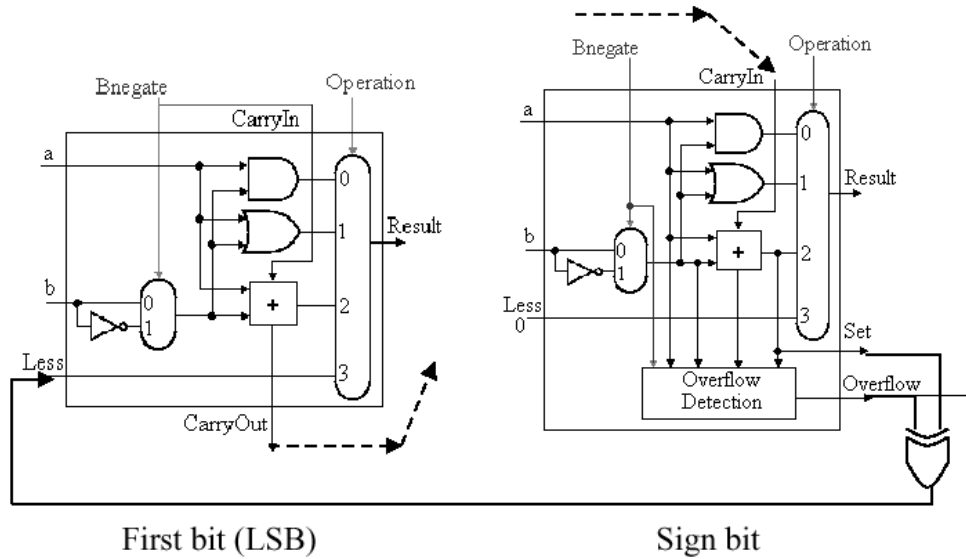 Bnegate
Operation
CarryIn
a
0
1
Result
b
0
1
+
2
Less
3
CarryOut
First bit (LSB)
Bnegate
Operation
CarryIn
a
0
1
Result
b
0
1
+
2
Less
0
3
Set
Overflow
Detection
Overflow
Sign bit